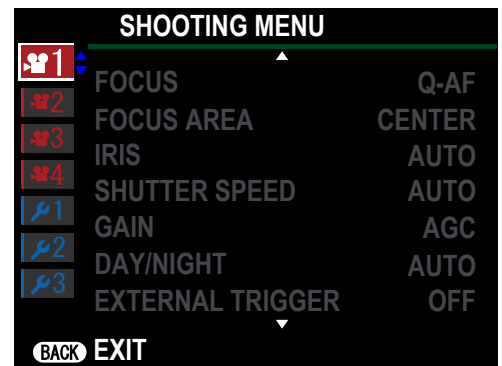 SHOOTING MENU
1
FOCUS Q-AF
2
FOCUS AREA CENTER
3
IRIS AUTO
4
SHUTTER SPEED AUTO
1
GAIN AGC
2
DAY/NIGHT AUTO
3
EXTERNAL TRIGGER OFF
BACK EXIT